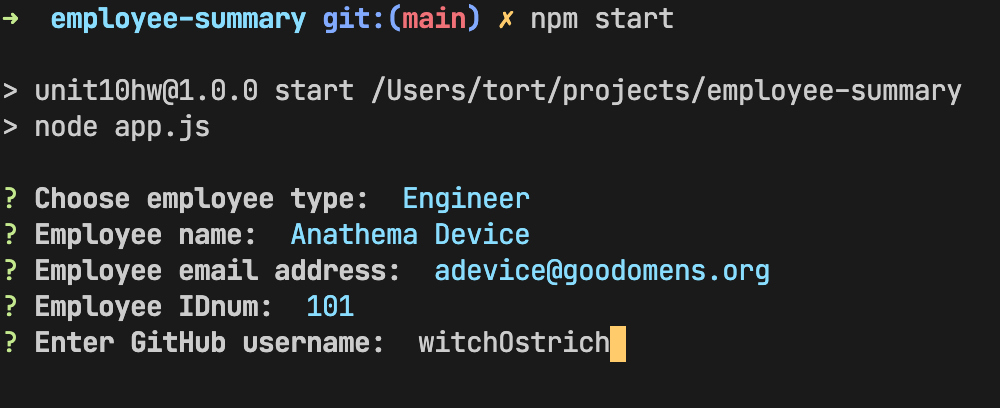 ➜ employee-summary git:(main) ✗ npm start
> unit10hw@1.0.0 start /Users/tort/projects/employee-summary
> node app.js
? Choose employee type: Engineer
? Employee name: Anathema Device
? Employee email address: adevice@goodomens.org
? Employee IDnum: 101
? Enter GitHub username: witchOstrich